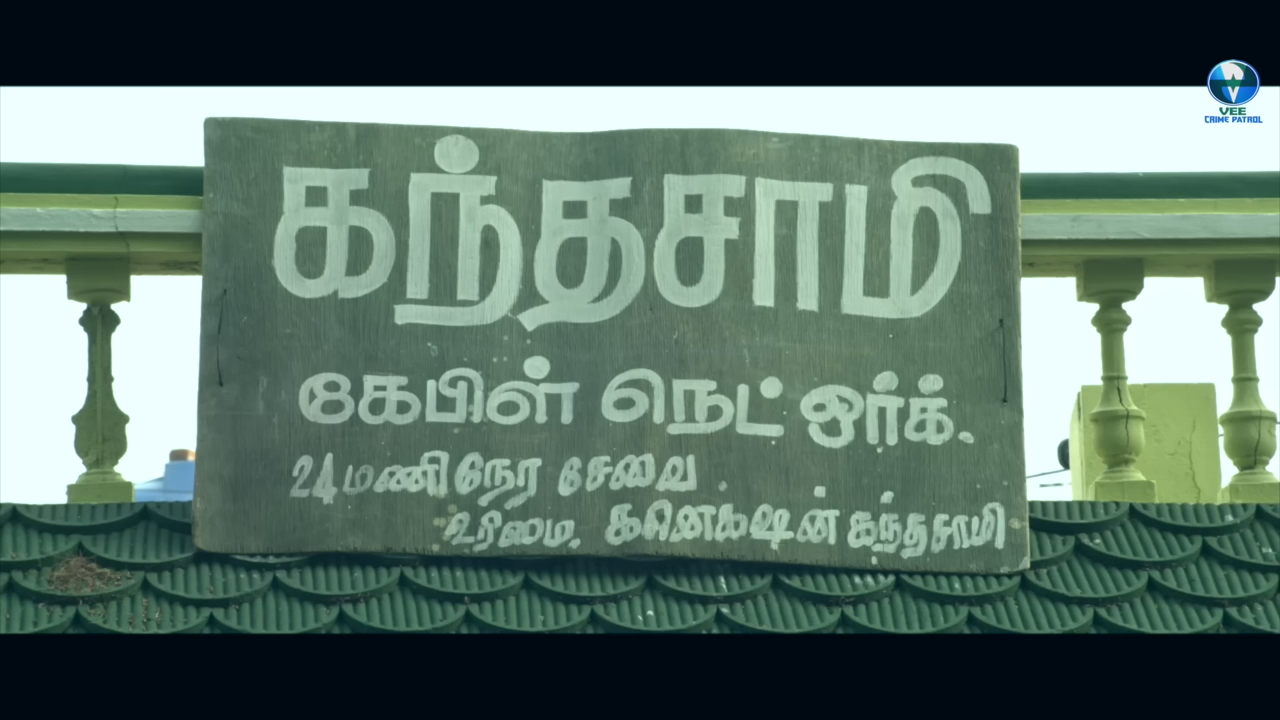 VEE
CRIME PATROL
கந்தசாமி
கேபிள் நெட் ஒர்க்.
24 மணி நேர சேவை.
உரிமை. கனெக‌ஷன் கந்தசாமி